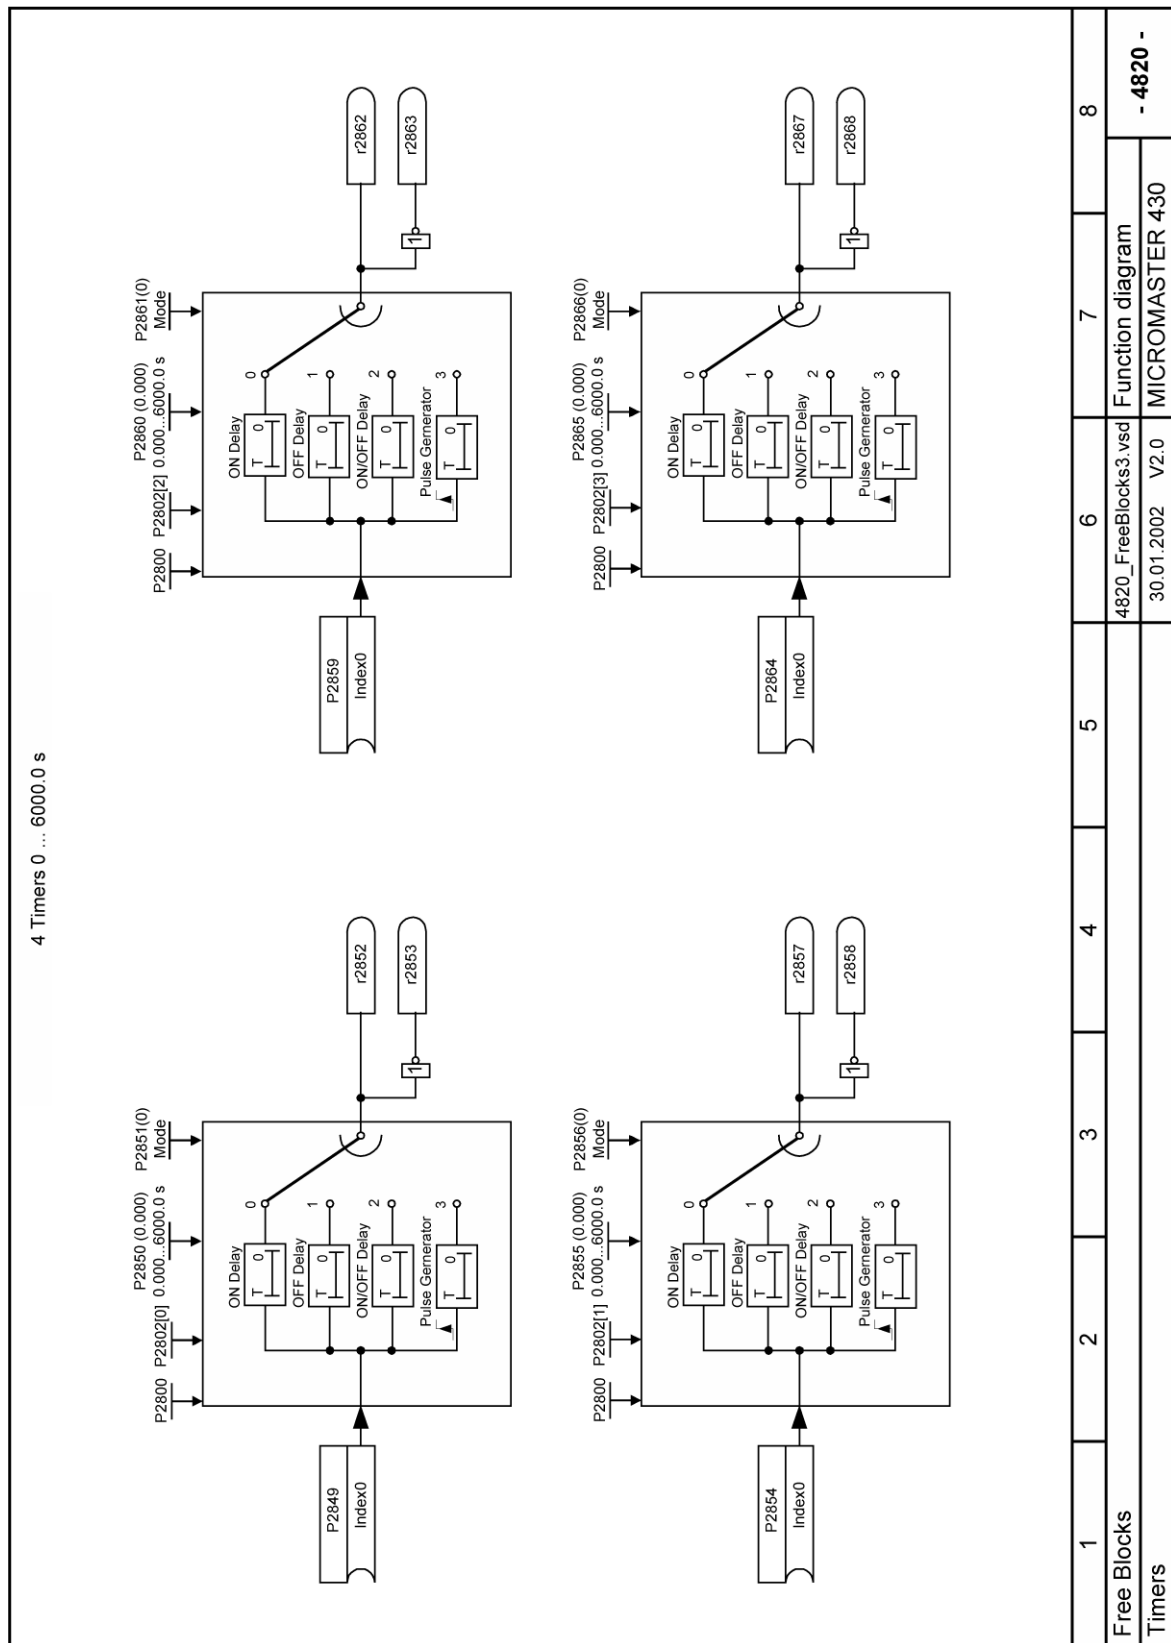 4 Timers 0 ... 6000.0 s
P2800
P2802[0]
P2850 (0.000)
0.000...6000.0 s
P2851(0)
Mode
ON Delay
T 0
0
OFF Delay
T 0
1
ON/OFF Delay
T 0
2
Pulse Gernerator
T 0
3
P2849
Index0
r2852
1
r2853
P2800
P2802[2]
P2860 (0.000)
0.000...6000.0 s
P2861(0)
Mode
ON Delay
T 0
0
OFF Delay
T 0
1
ON/OFF Delay
T 0
2
Pulse Gernerator
T 0
3
P2859
Index0
r2862
1
r2863
P2800
P2802[1]
P2855 (0.000)
0.000...6000.0 s
P2856(0)
Mode
ON Delay
T 0
0
OFF Delay
T 0
1
ON/OFF Delay
T 0
2
Pulse Gernerator
T 0
3
P2854
Index0
r2857
1
r2858
P2800
P2802[3]
P2865 (0.000)
0.000...6000.0 s
P2866(0)
Mode
ON Delay
T 0
0
OFF Delay
T 0
1
ON/OFF Delay
T 0
2
Pulse Gernerator
T 0
3
P2864
Index0
r2867
1
r2868
1 2 3 4 5 6 7 8
Free Blocks 4820_FreeBlocks3.vsd Function diagram - 4820 -
Timers 30.01.2002 V2.0 MICROMASTER 430